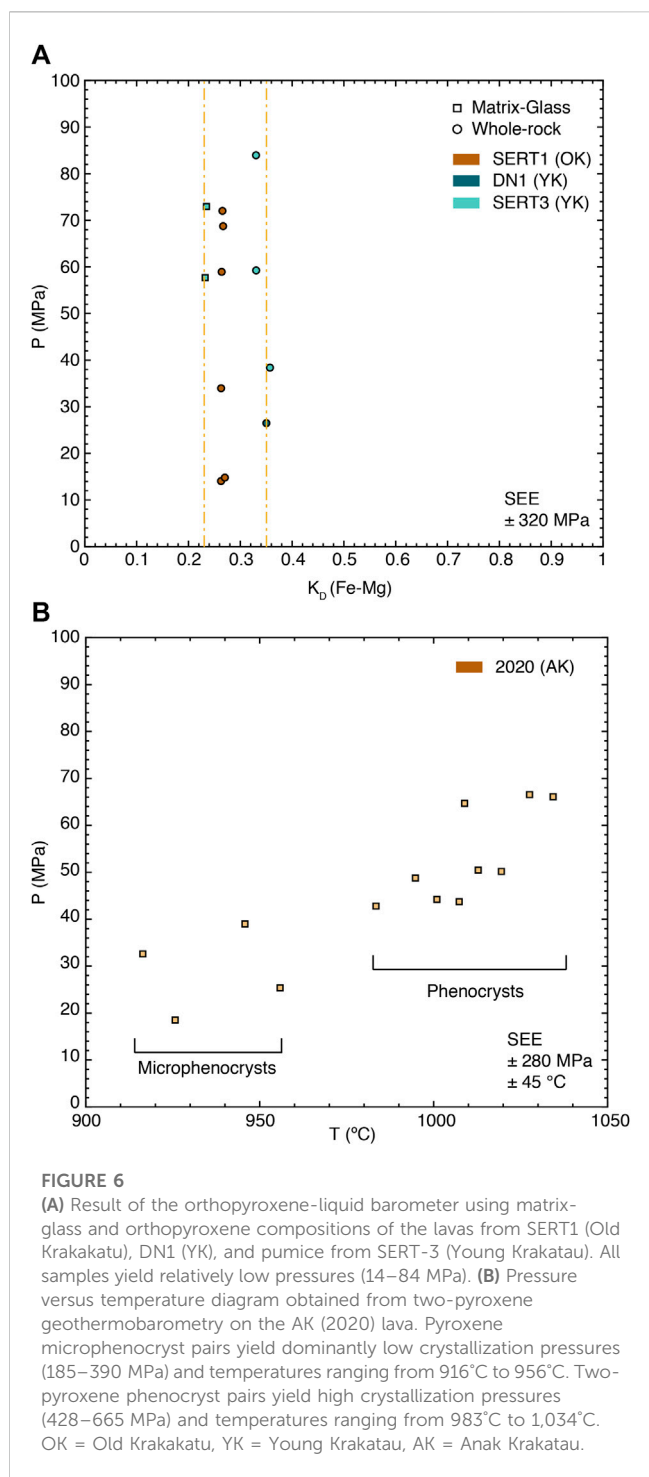 A
100
90
80
70
60
50
40
30
20
10
0
P (MPa)
Matrix-Glass
Whole-rock
SERT1 (OK)
DN1 (YK)
SERT3 (YK)
SEE
± 320 MPa
0 0.1 0.2 0.3 0.4 0.5 0.6 0.7 0.8 0.9 1
K_D (Fe-Mg)
B
100
90
80
70
60
50
40
30
20
10
0
P (MPa)
2020 (AK)
Phenocrysts
Microphenocrysts
SEE
± 280 MPa
± 45 °C
900 950 1000 1050
T (ºC)
FIGURE 6
(A) Result of the orthopyroxene-liquid barometer using matrix-
glass and orthopyroxene compositions of the lavas from SERT1 (Old
Krakakatu), DN1 (YK), and pumice from SERT-3 (Young Krakatau). All
samples yield relatively low pressures (14–84 MPa). (B) Pressure
versus temperature diagram obtained from two-pyroxene
geothermobarometry on the AK (2020) lava. Pyroxene
microphenocryst pairs yield dominantly low crystallization pressures
(185–390 MPa) and temperatures ranging from 916°C to 956°C. Two-
pyroxene phenocryst pairs yield high crystallization pressures
(428–665 MPa) and temperatures ranging from 983°C to 1,034°C.
OK = Old Krakakatu, YK = Young Krakatau, AK = Anak Krakatau.